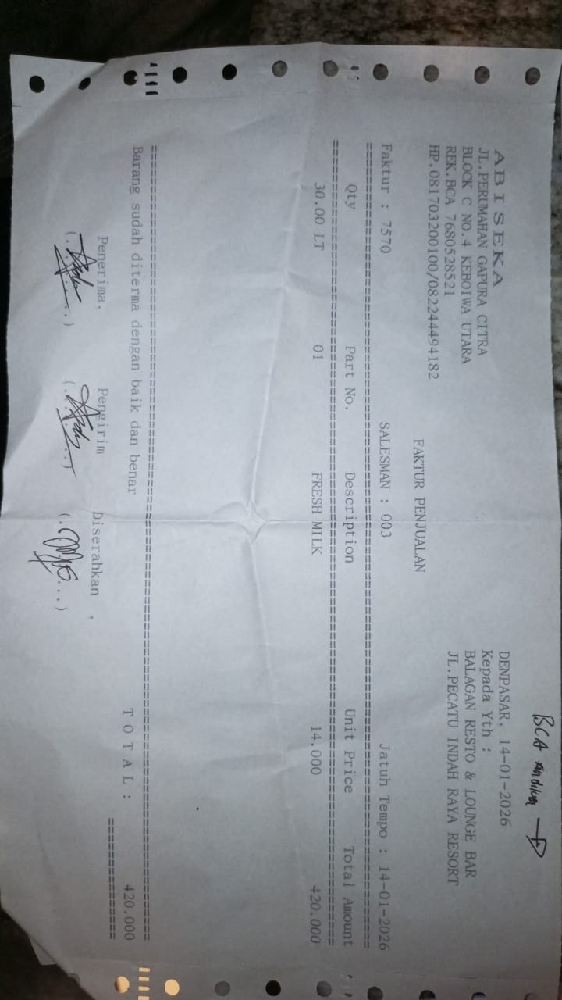 BCA
A B I S E K A
JL.PERUMAHAN GAPURA CITRA
BLOCK C NO.4 KEBOIWA UTARA
REK.BCA 7680528521
HP.081703200100/082244494182
DENPASAR, 14-01-2026
Kepada Yth :
BALAGAN RESTO & LOUNGE BAR
JL.PECATU INDAH RAYA RESORT
FAKTUR PENJUALAN
Faktur : 7570 SALESMAN : 003 Jatuh Tempo : 14-01-2026
Qty Part No. Description Unit Price Total Amount
30.00 LT 01 FRESH MILK 14.000 420.000
Barang sudah diterma dengan baik dan benar
T O T A L : 420.000
Penerima, Pengirim Diserahkan ,